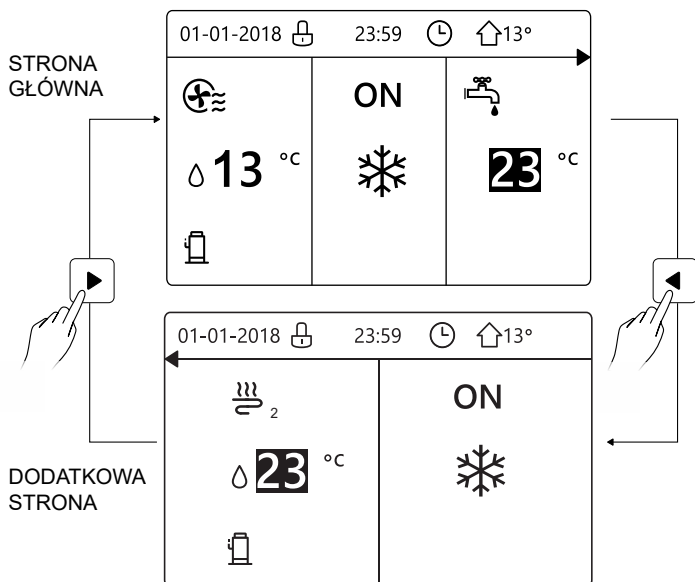 01-01-2018 23:59 13°
STRONA
GŁÓWNA
ON
13 °C
23 °C
01-01-2018 23:59 13°
2
ON
23 °C
DODATKOWA
STRONA